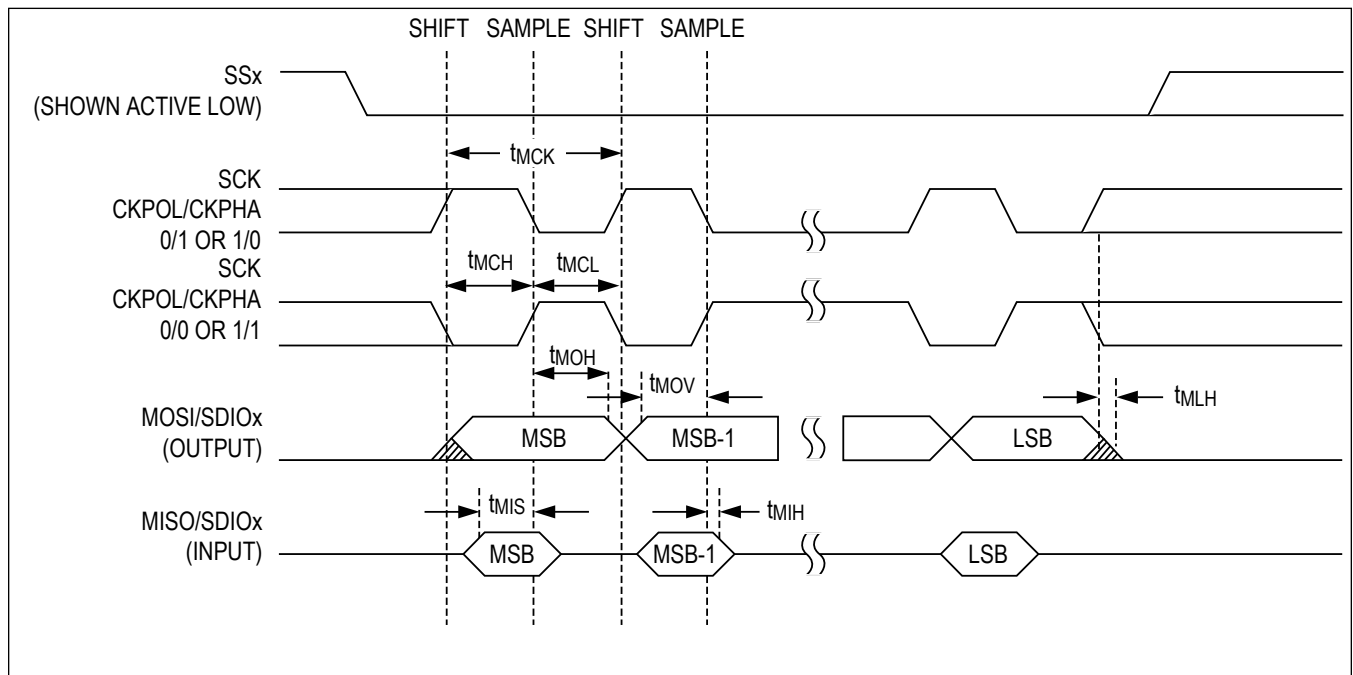 SHIFT SAMPLE SHIFT SAMPLE
SSx
(SHOWN ACTIVE LOW)
tMCK
SCK
CKPOL/CKPHA
0/1 OR 1/0
tMCH tMCL
SCK
CKPOL/CKPHA
0/0 OR 1/1
tMOH
tMOV
tMLH
MOSI/SDIOx
(OUTPUT)
MSB MSB-1 LSB
tMIS
tMIH
MISO/SDIOx
(INPUT)
MSB MSB-1 LSB